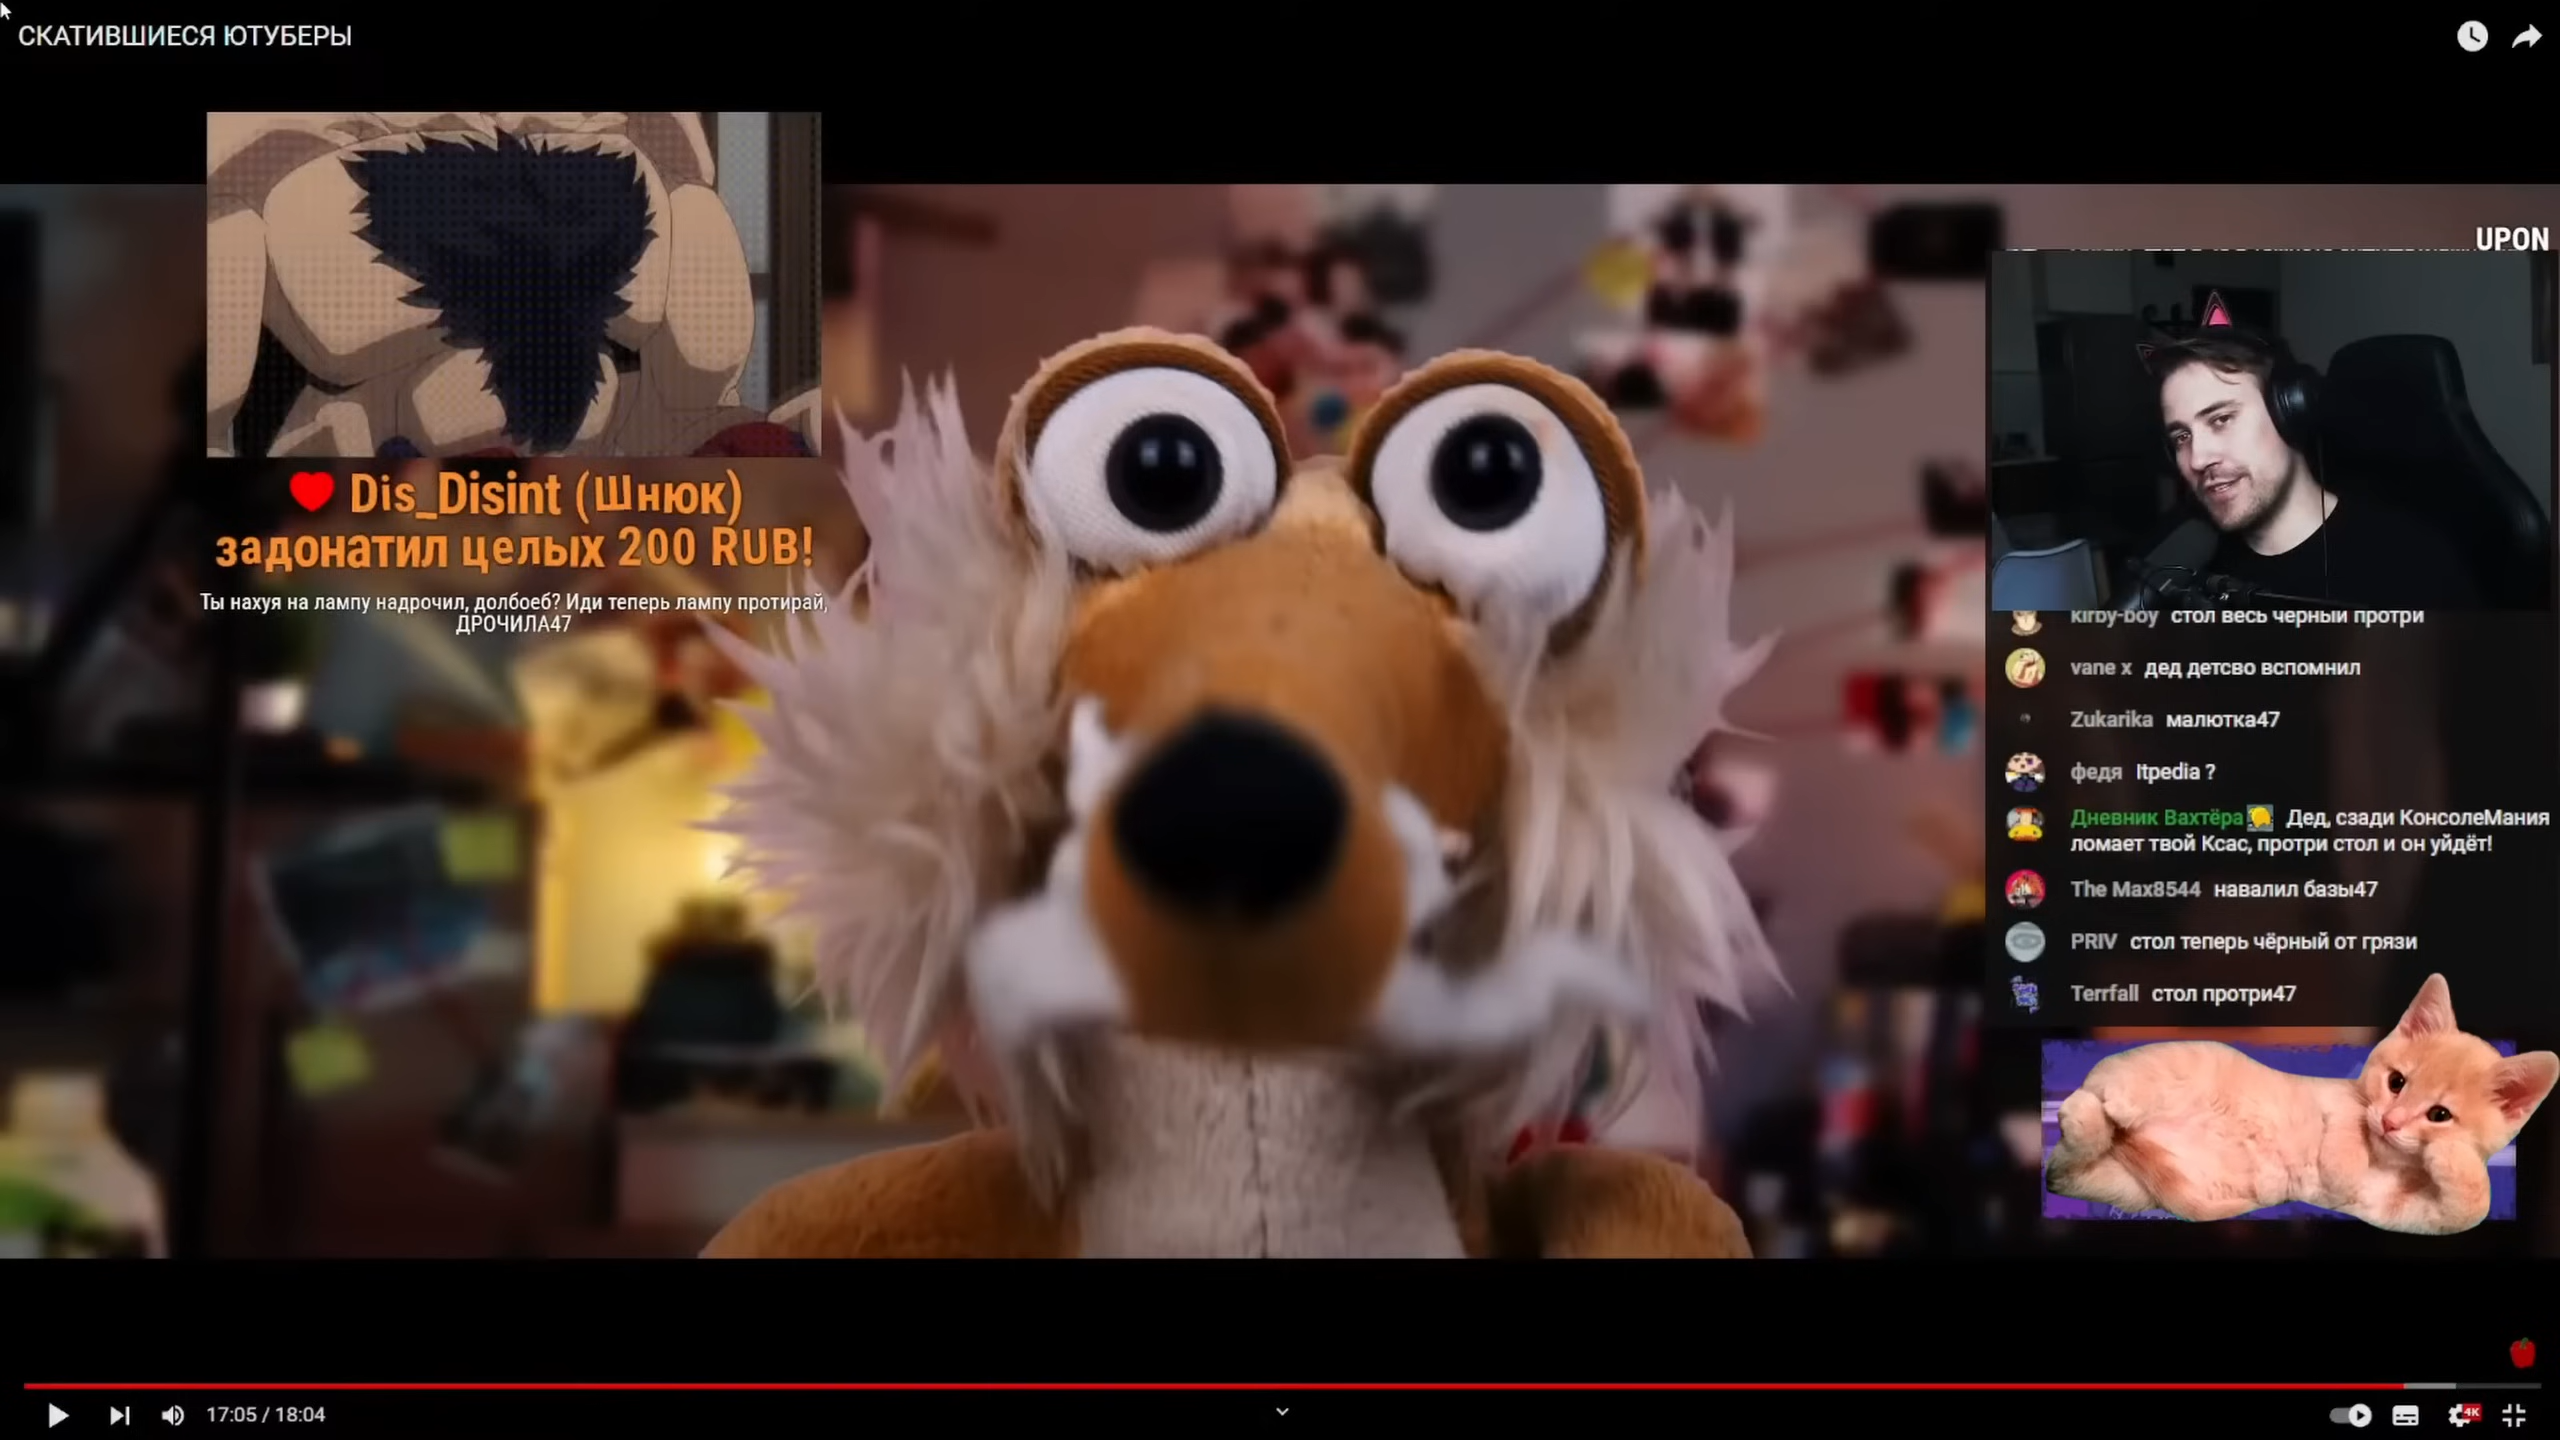 СКАТИВШИЕСЯ ЮТУБЕРЫ
Dis_Disint (Шнюк)
задонатил целых 200 RUB!
Ты нахуя на лампу надрочил, долбоеб? Иди теперь лампу протирай,
ДРОЧИЛА47
UPON
kirby-boy стол весь черный протри
vane x дед детсво вспомнил
Zukarika малютка47
федя Itpedia ?
Дневник Вахтёра Дед, сзади КонсолеМания
ломает твой Ксас, протри стол и он уйдёт!
The Max8544 навалил базы47
PRIV стол теперь чёрный от грязи
Terrfall стол протри47
17:05 / 18:04
4K